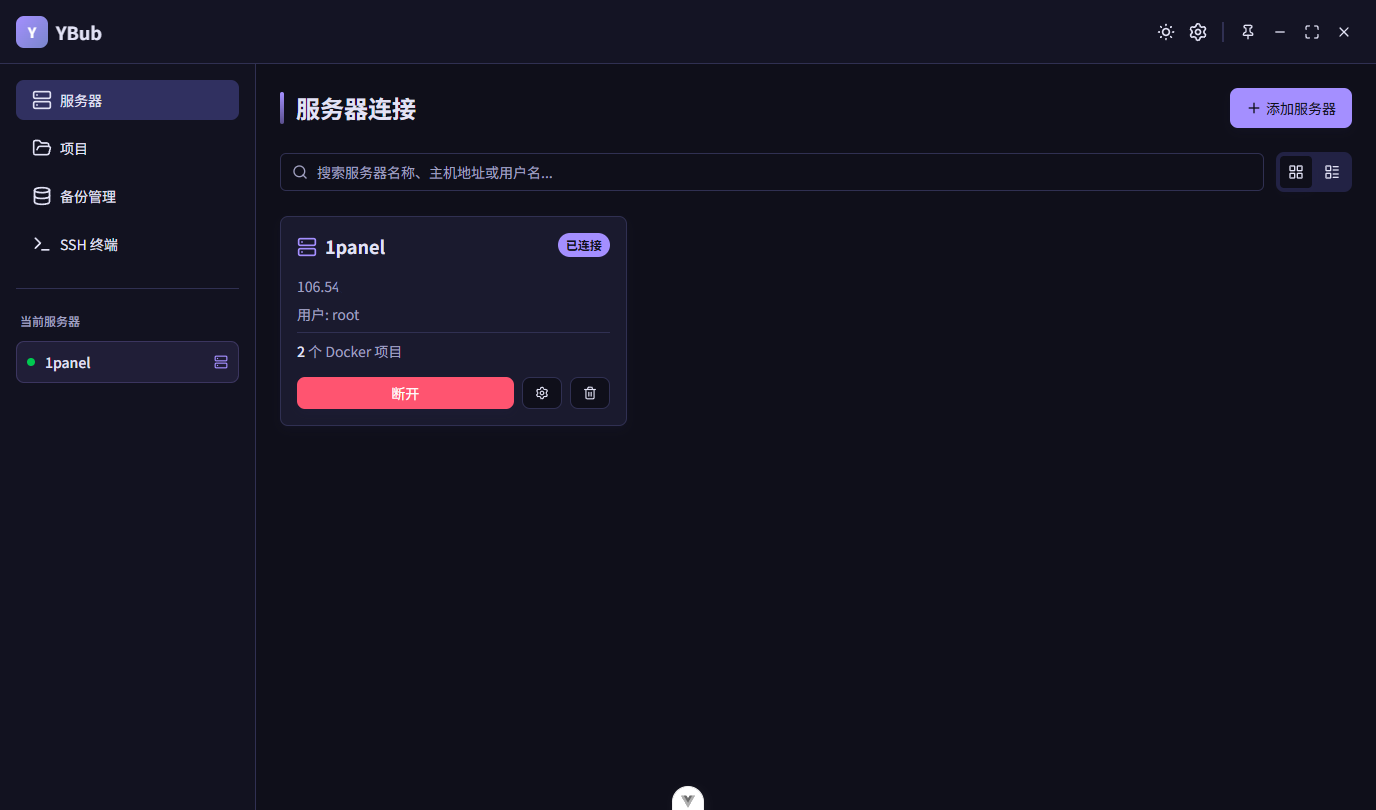 Y YBub
服务器
项目
备份管理
SSH 终端
当前服务器
1panel
服务器连接
添加服务器
搜索服务器名称、主机地址或用户名...
1panel
已连接
106.54
用户: root
2 个 Docker 项目
断开